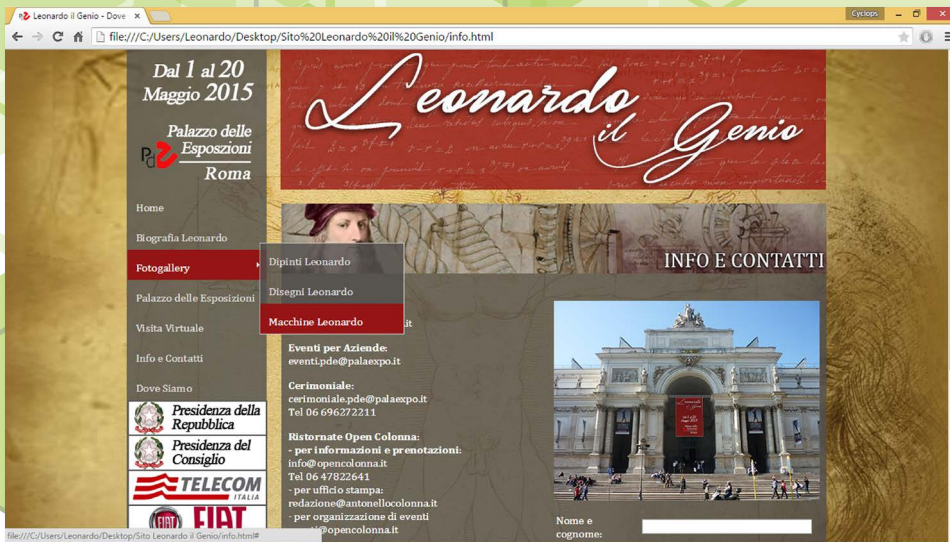 Leonardo il Genio - Dove
Cyclops
file:///C:/Users/Leonardo/Desktop/Sito%20Leonardo%20il%20Genio/info.html
Dal 1 al 20
Maggio 2015
Palazzo delle
Esposzioni
Roma
Leonardo
il Genio
Home
Biografia Leonardo
Fotogallery
Palazzo delle Esposizioni
Visita Virtuale
Info e Contatti
Dove Siamo
Dipinti Leonardo
Disegni Leonardo
Macchine Leonardo
INFO E CONTATTI
.it
Eventi per Aziende:
eventi.pde@palaexpo.it
Cerimoniale:
cerimoniale.pde@palaexpo.it
Tel 06 696272211
Ristornate Open Colonna:
- per informazioni e prenotazioni:
info@opencolonna.it
Tel 06 47822641
- per ufficio stampa:
redazione@antonellocolonna.it
- per organizzazione di eventi
@opencolonna.it
Nome e
cognome:
Presidenza della
Repubblica
Presidenza del
Consiglio
TELECOM
ITALIA
FIAT
FIAT
file:///C:/Users/Leonardo/Desktop/Sito Leonardo il Genio/info.html#